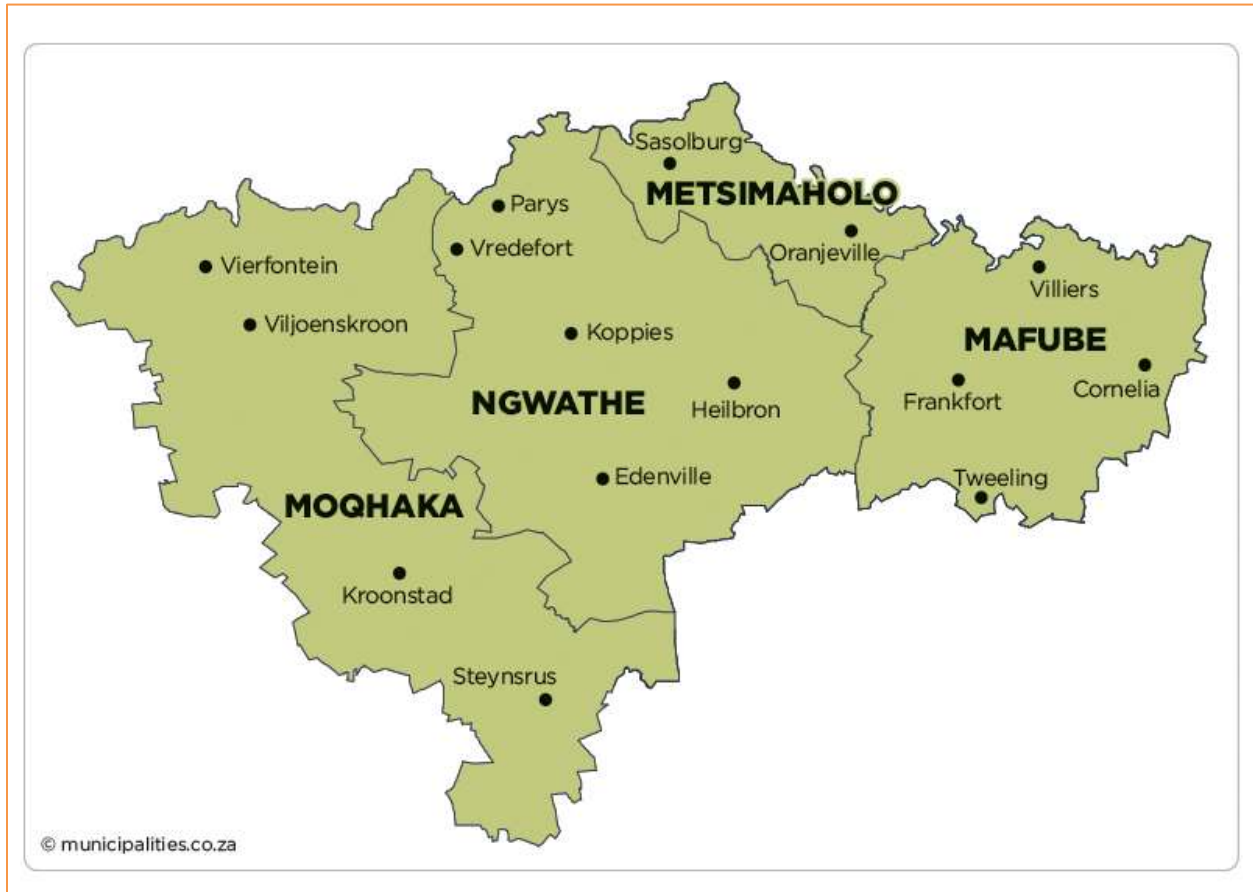 Sasolburg
METSIMAHOLO
Parys
Vredefort
Oranjeville
Vierfontein
Villiers
Viljoenskroon
Koppies
MAFUBE
NGWATHE
Heilbron
Frankfort
Cornelia
Edenville
Tweeling
MOQHAKA
Kroonstad
Steynsrus
© municipalities.co.za